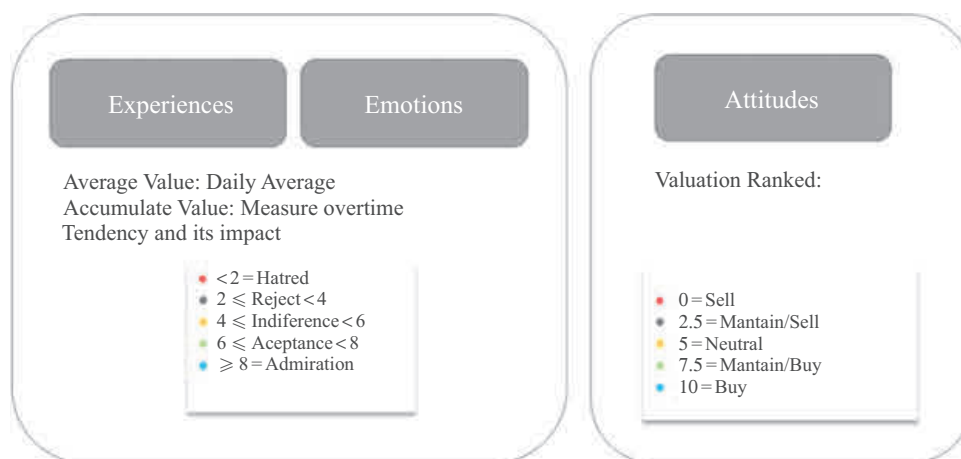 Experiences
Emotions
Average Value: Daily Average
Accumulate Value: Measure overtime
Tendency and its impact
<2=Hatred
2 ⩽ Reject<4
4 ⩽ Indiference<6
6 ⩽ Aceptance<8
⩾ 8=Admiration
Attitudes
Valuation Ranked:
0=Sell
2.5=Mantain/Sell
5=Neutral
7.5=Mantain/Buy
10=Buy